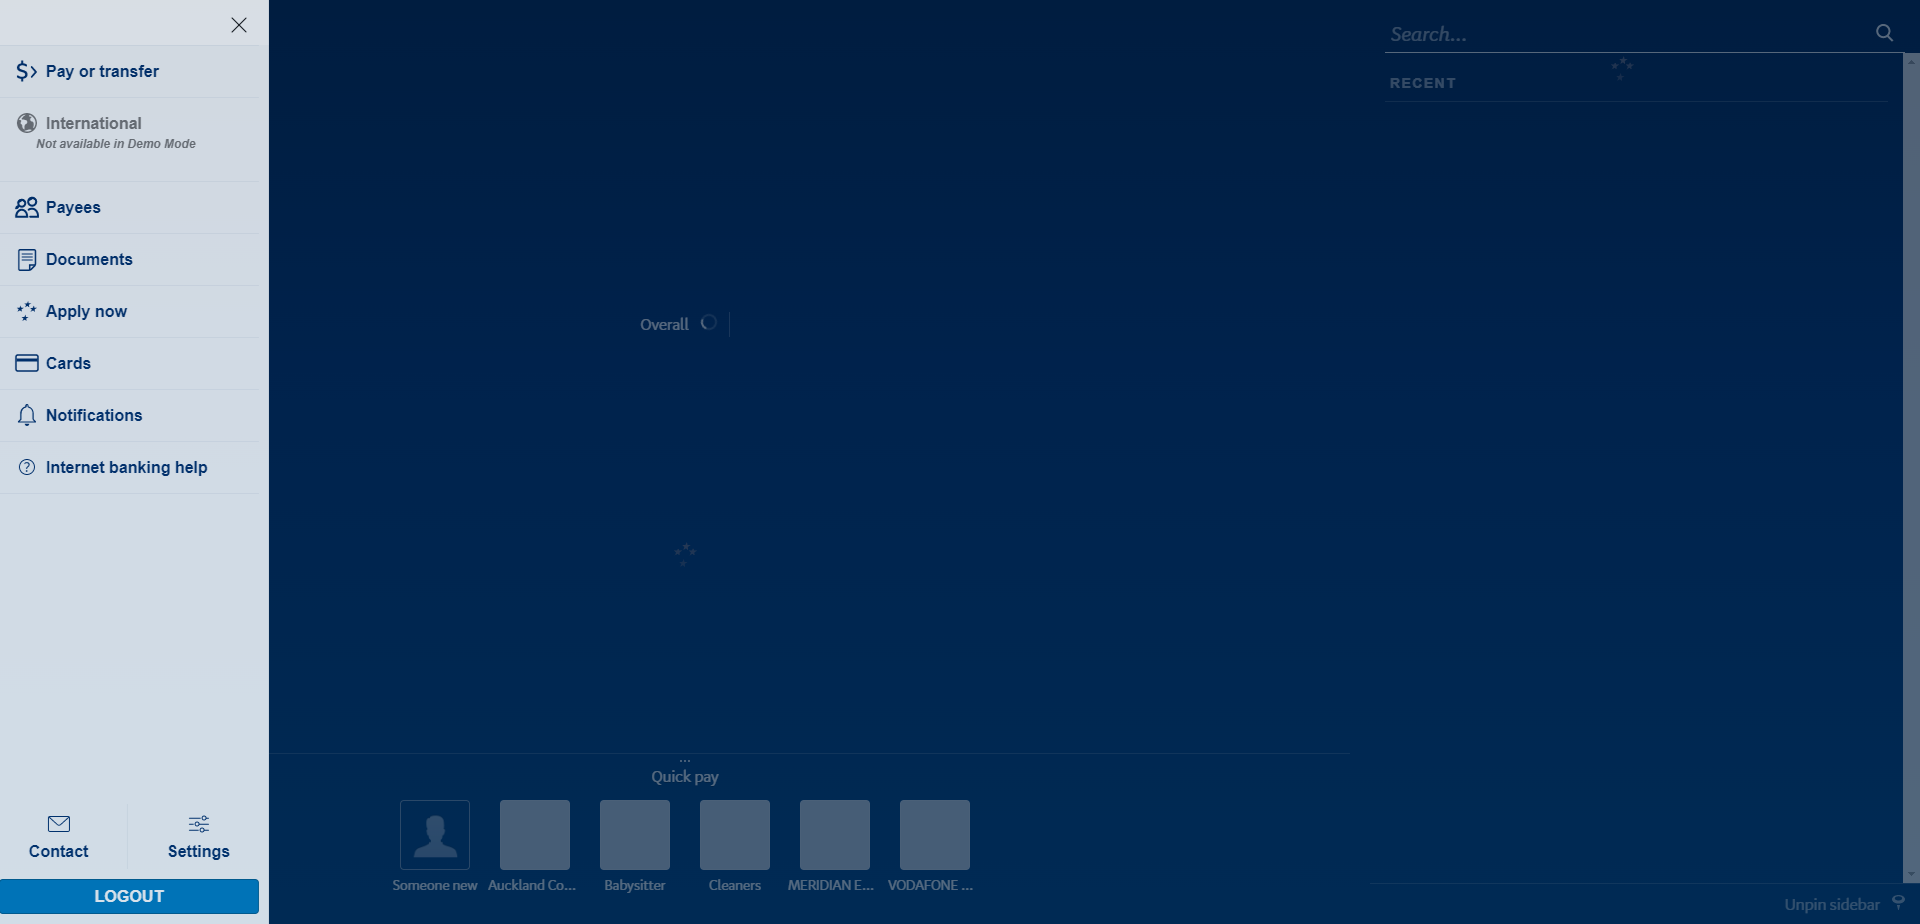 Pay or transfer
International
Not available in Demo Mode
Payees
Documents
Apply now
Cards
Notifications
Internet banking help
Contact
Settings
LOGOUT
Overall
...
Quick pay
Someone new
Auckland Co...
Babysitter
Cleaners
MERIDIAN E...
VODAFONE ...
Search...
RECENT
Unpin sidebar